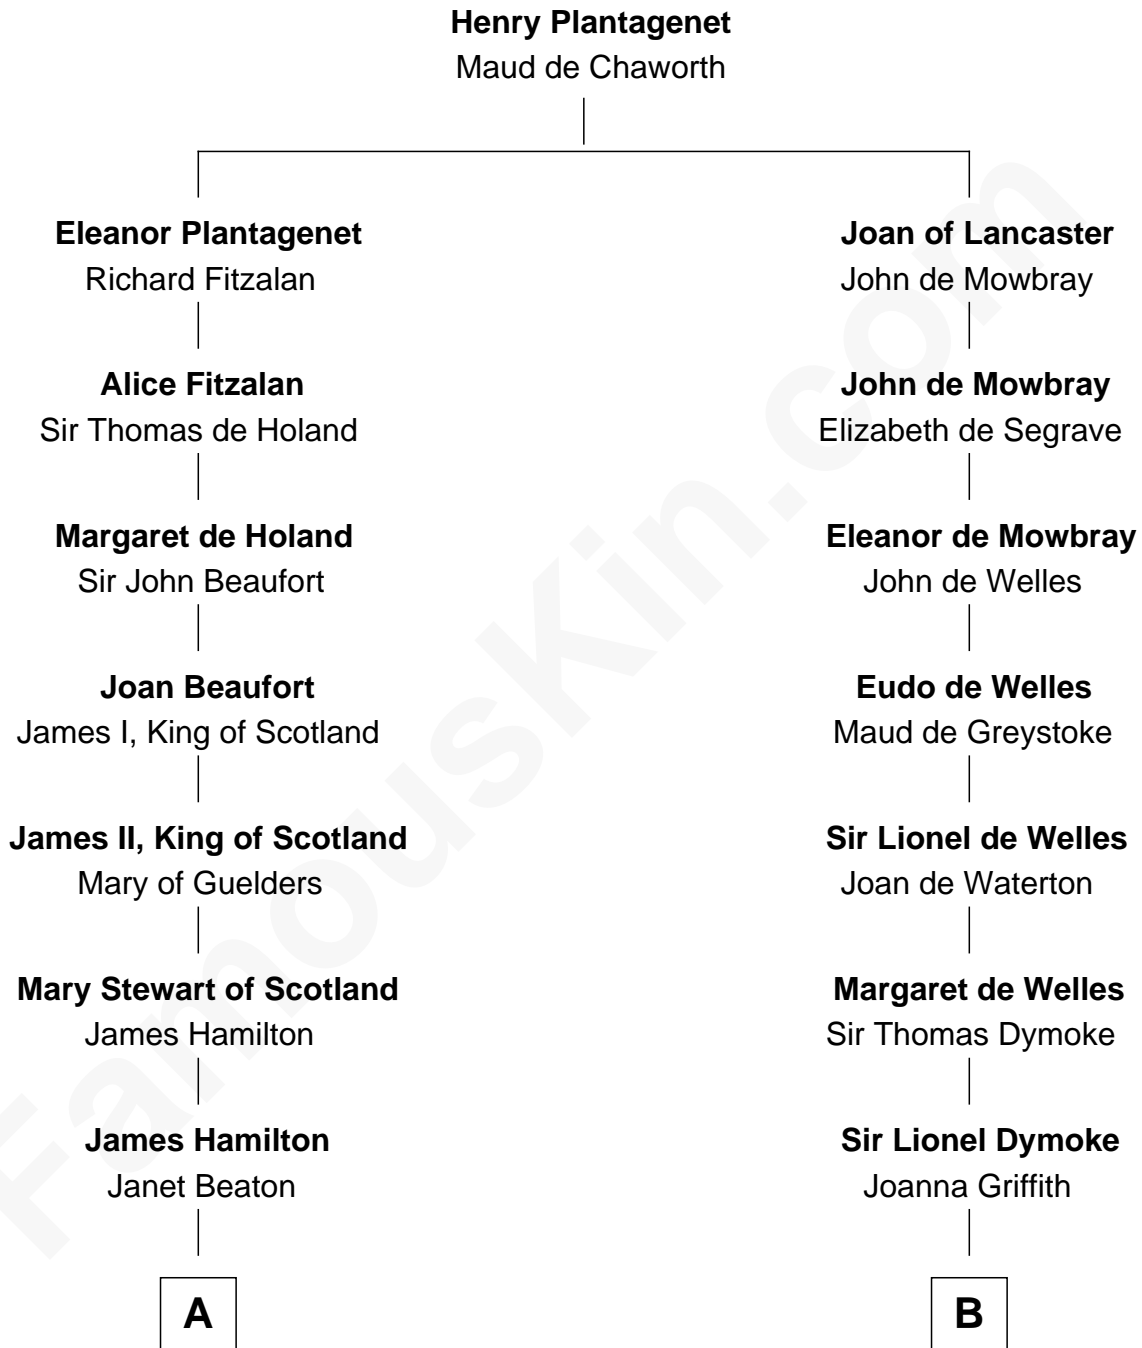 Henry Plantagenet
Maud de Chaworth
Eleanor Plantagenet
Richard Fitzalan
Alice Fitzalan
Sir Thomas de Holand
Margaret de Holand
Sir John Beaufort
Joan Beaufort
James I, King of Scotland
James II, King of Scotland
Mary of Guelders
Mary Stewart of Scotland
James Hamilton
James Hamilton
Janet Beaton
A
Joan of Lancaster
John de Mowbray
John de Mowbray
Elizabeth de Segrave
Eleanor de Mowbray
John de Welles
Eudo de Welles
Maud de Greystoke
Sir Lionel de Welles
Joan de Waterton
Margaret de Welles
Sir Thomas Dymoke
Sir Lionel Dymoke
Joanna Griffith
B
FamousKin.com